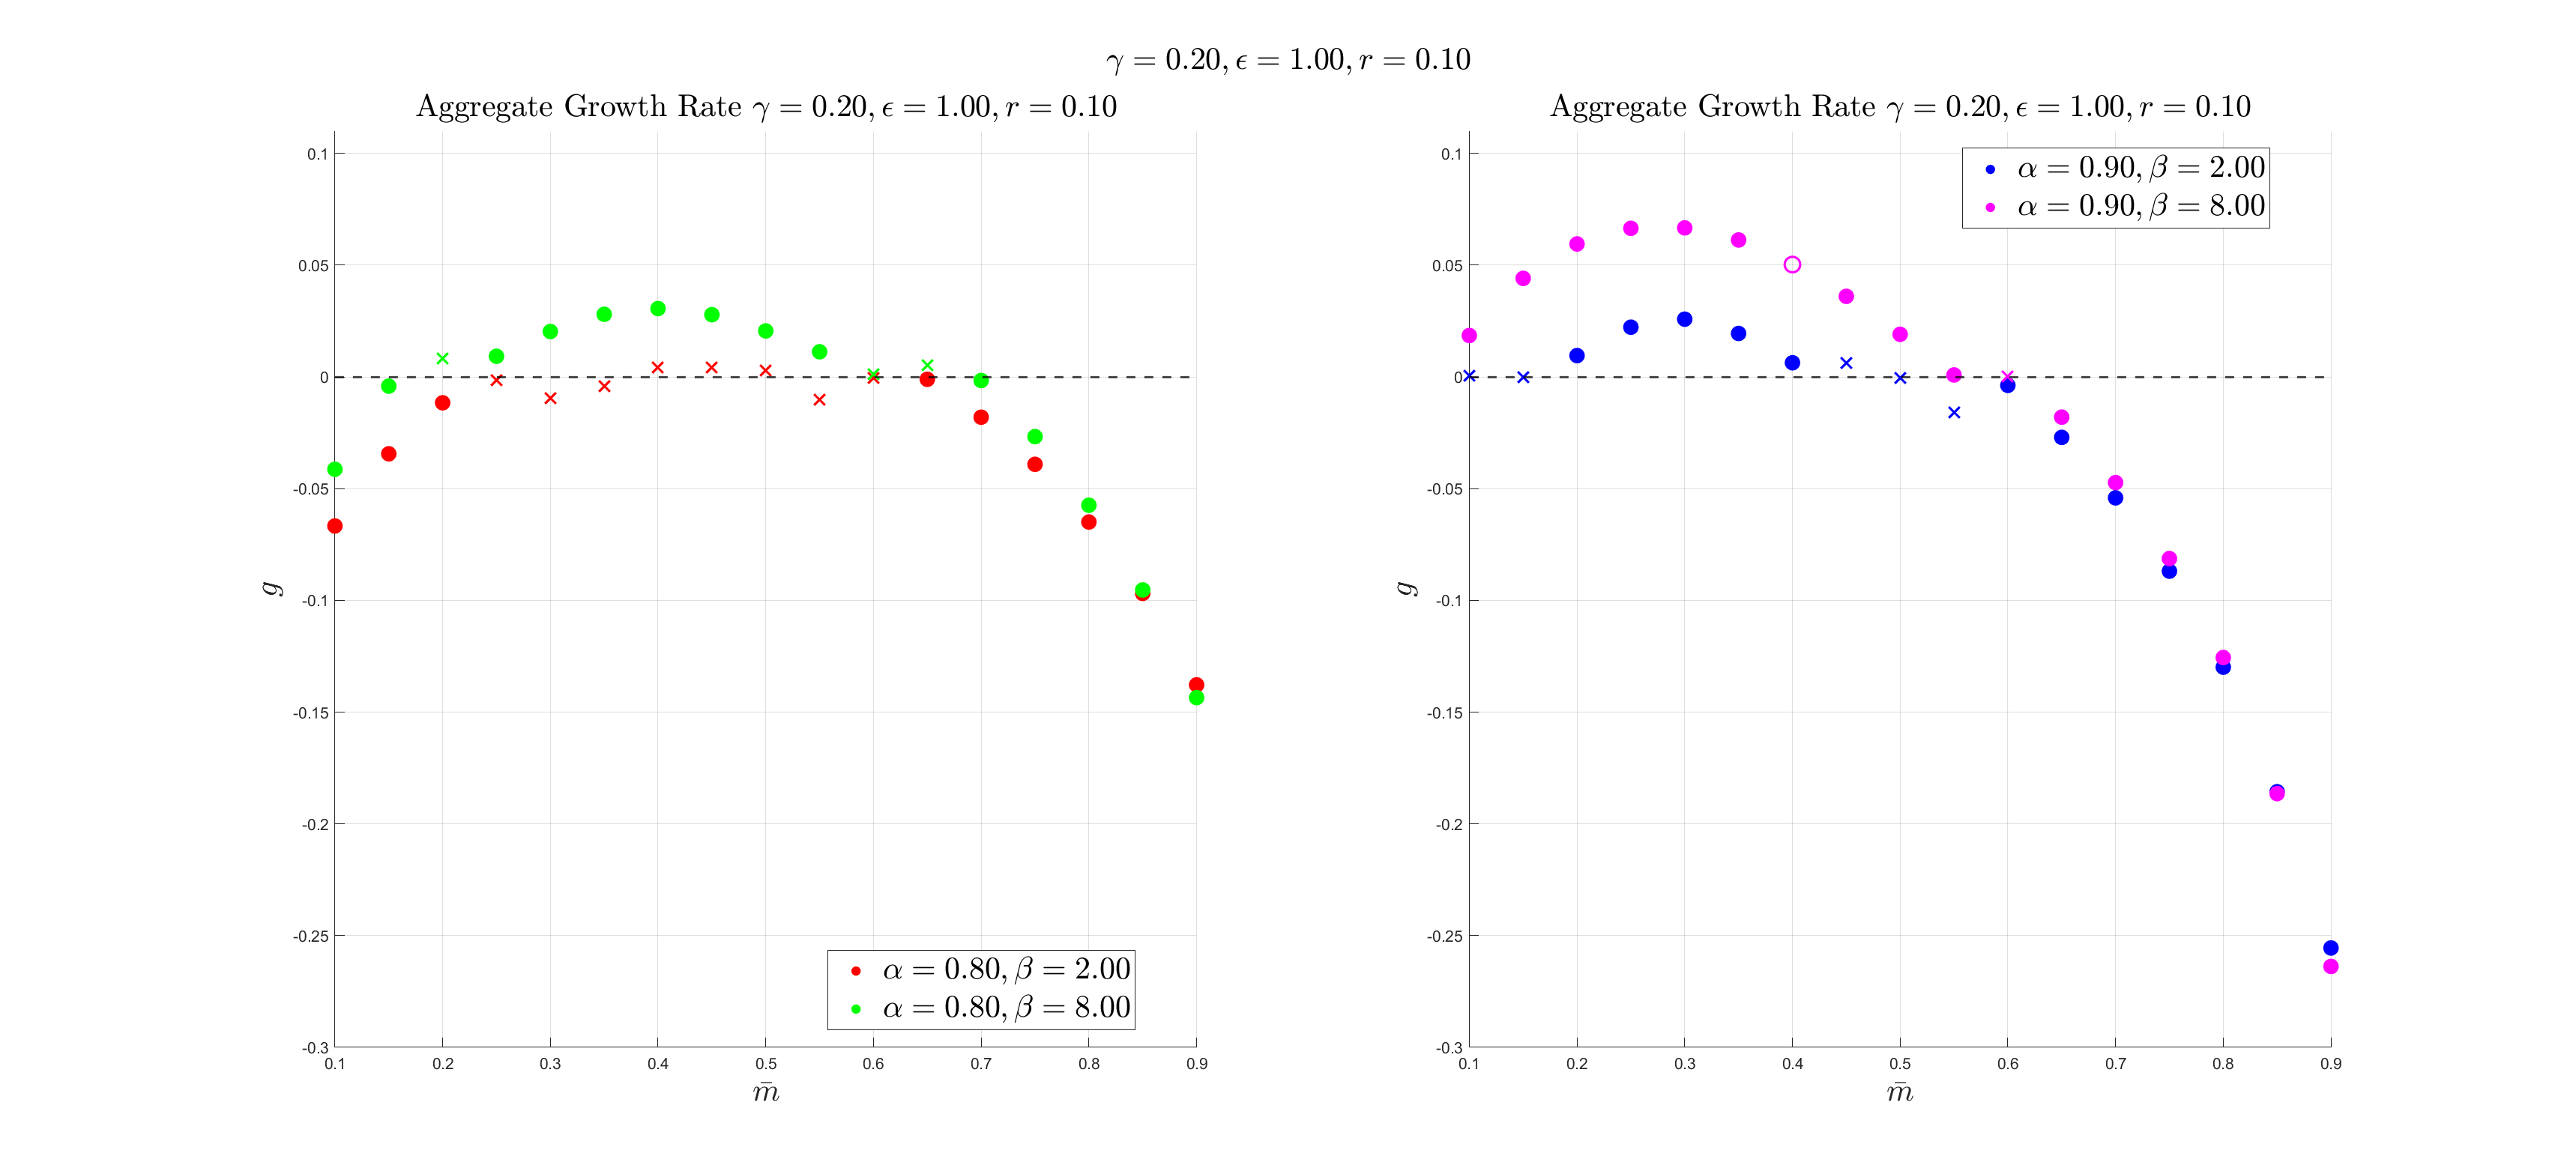 γ = 0.20, ϵ = 1.00, r = 0.10
Aggregate Growth Rate γ = 0.20, ϵ = 1.00, r = 0.10
0.1
0.05
0
-0.05
-0.1
-0.15
-0.2
-0.25
-0.3
g
α = 0.80, β = 2.00
α = 0.80, β = 8.00
0.1 0.2 0.3 0.4 0.5 0.6 0.7 0.8 0.9
m̄
Aggregate Growth Rate γ = 0.20, ϵ = 1.00, r = 0.10
α = 0.90, β = 2.00
α = 0.90, β = 8.00
0.1
0.05
0
-0.05
-0.1
-0.15
-0.2
-0.25
-0.3
g
0.1 0.2 0.3 0.4 0.5 0.6 0.7 0.8 0.9
m̄